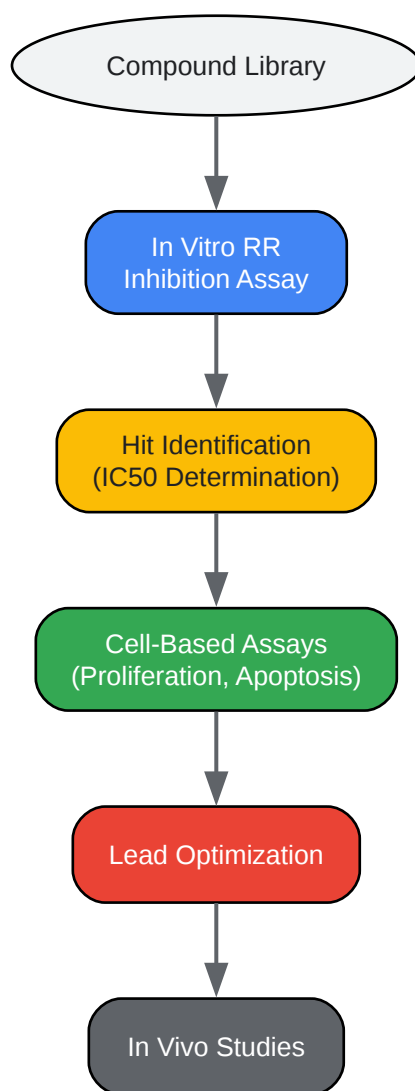 Compound Library
In Vitro RR
Inhibition Assay
Hit Identification
(IC50 Determination)
Cell-Based Assays
(Proliferation, Apoptosis)
Lead Optimization
In Vivo Studies